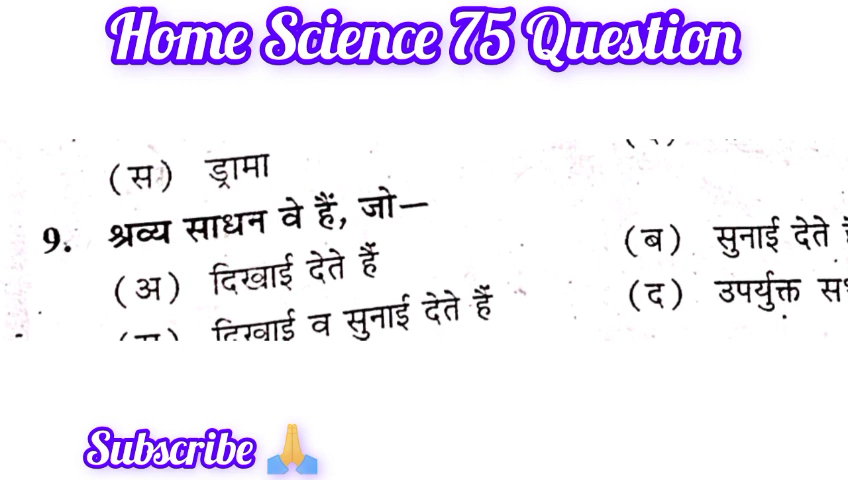 Home Science 75 Question
(स) ड्रामा
9. श्रव्य साधन वे हैं, जो—
(अ) दिखाई देते हैं
(ब) सुनाई देते
(द) उपर्युक्त
दिखाई व सुनाई देते हैं
Subscribe 🙏